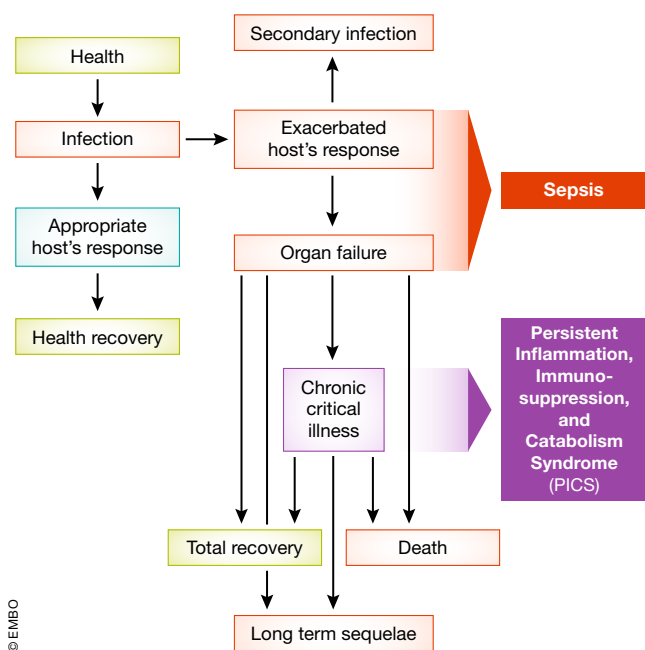 Secondary infection
Health
Exacerbated
host's response
Infection
Sepsis
Appropriate
host's response
Organ failure
Health recovery
Persistent
Inflammation,
Immuno-
suppression,
and
Catabolism
Syndrome
(PICS)
Chronic
critical
illness
Total recovery
Death
Long term sequelae
© EMBO